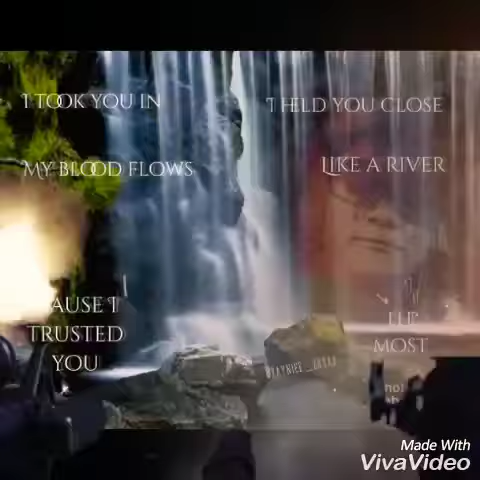 I TOOK YOU IN
I HELD YOU CLOSE
MY BLOOD FLOWS
LIKE A RIVER
AUSE I
TRUSTED
YOU
MOST
Made With
VivaVideo